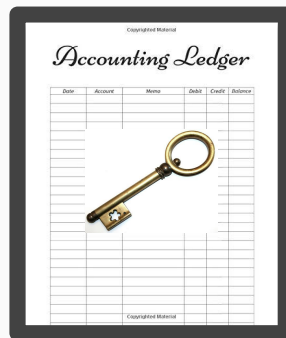 Copyrighted Material
Accounting Ledger
Date Account Memo Debit Credit Balance
Copyrighted Material